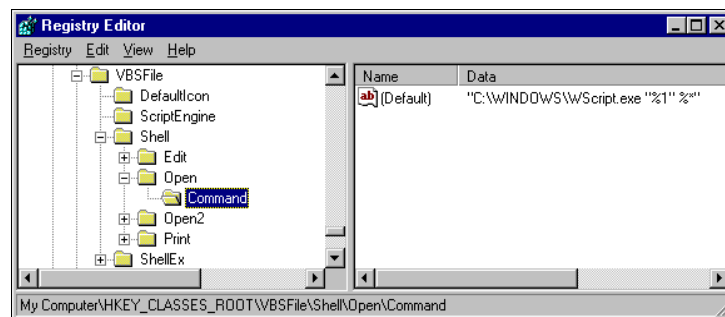 Registry Editor
Registry Edit View Help
VBSFile
DefaultIcon
ScriptEngine
Shell
Edit
Open
Command
Open2
Print
ShellEx
Name Data
ab (Default) "C:\WINDOWS\WScript.exe "%1" %*"
My Computer\HKEY_CLASSES_ROOT\VBSFile\Shell\Open\Command